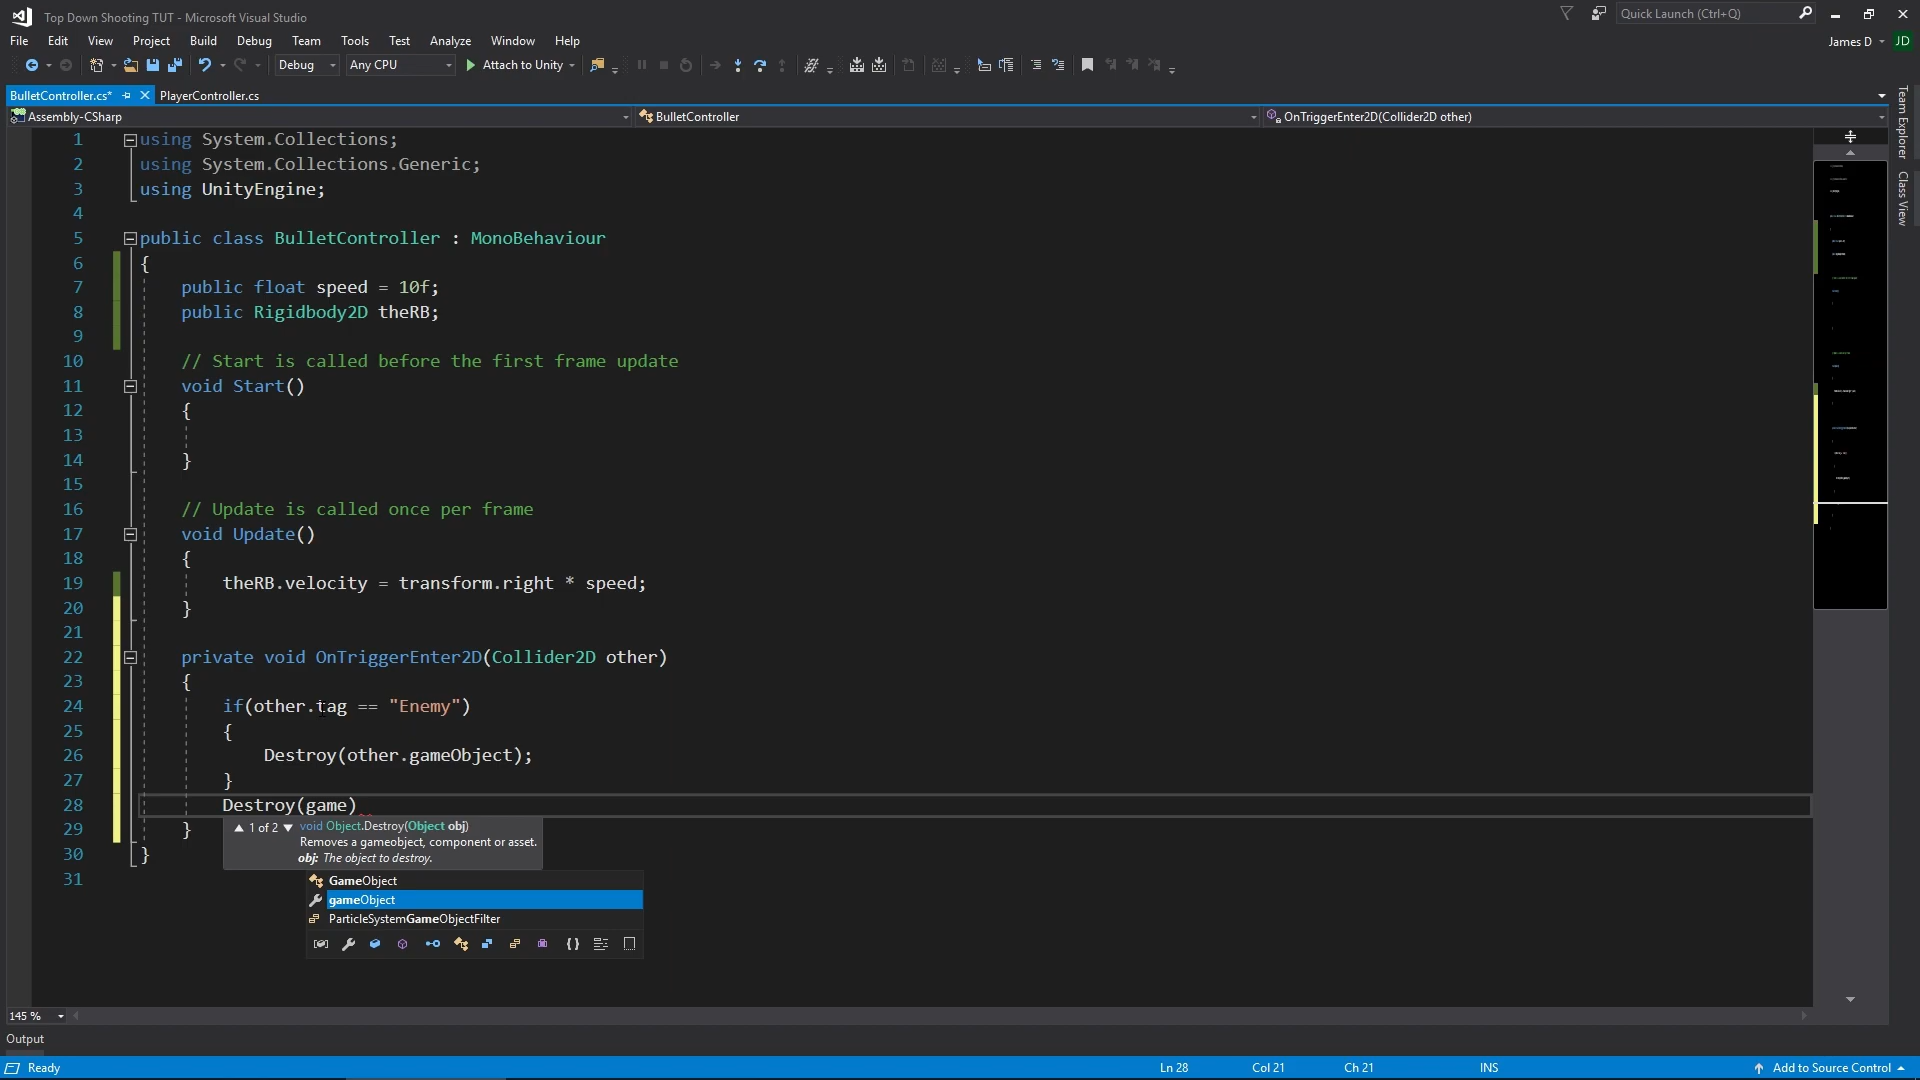 Top Down Shooting TUT - Microsoft Visual Studio
Quick Launch (Ctrl+Q)
File Edit View Project Build Debug Team Tools Test Analyze Window Help
James D JD
Debug Any CPU Attach to Unity
BulletController.cs* PlayerController.cs
Assembly-CSharp BulletController OnTriggerEnter2D(Collider2D other)
Team Explorer
Class View
1 using System.Collections;
2 using System.Collections.Generic;
3 using UnityEngine;
4
5 public class BulletController : MonoBehaviour
6 {
7 public float speed = 10f;
8 public Rigidbody2D theRB;
9
10 // Start is called before the first frame update
11 void Start()
12 {
13
14 }
15
16 // Update is called once per frame
17 void Update()
18 {
19 theRB.velocity = transform.right * speed;
20 }
21
22 private void OnTriggerEnter2D(Collider2D other)
23 {
24 if(other.tag == "Enemy")
25 {
26 Destroy(other.gameObject);
27 }
28 Destroy(game)
29 }
30 }
31
▲ 1 of 2 ▼ void Object.Destroy(Object obj)
Removes a gameobject, component or asset.
obj: The object to destroy.
GameObject
gameObject
ParticleSystemGameObjectFilter
145 %
Output
Ready Ln 28 Col 21 Ch 21 INS Add to Source Control